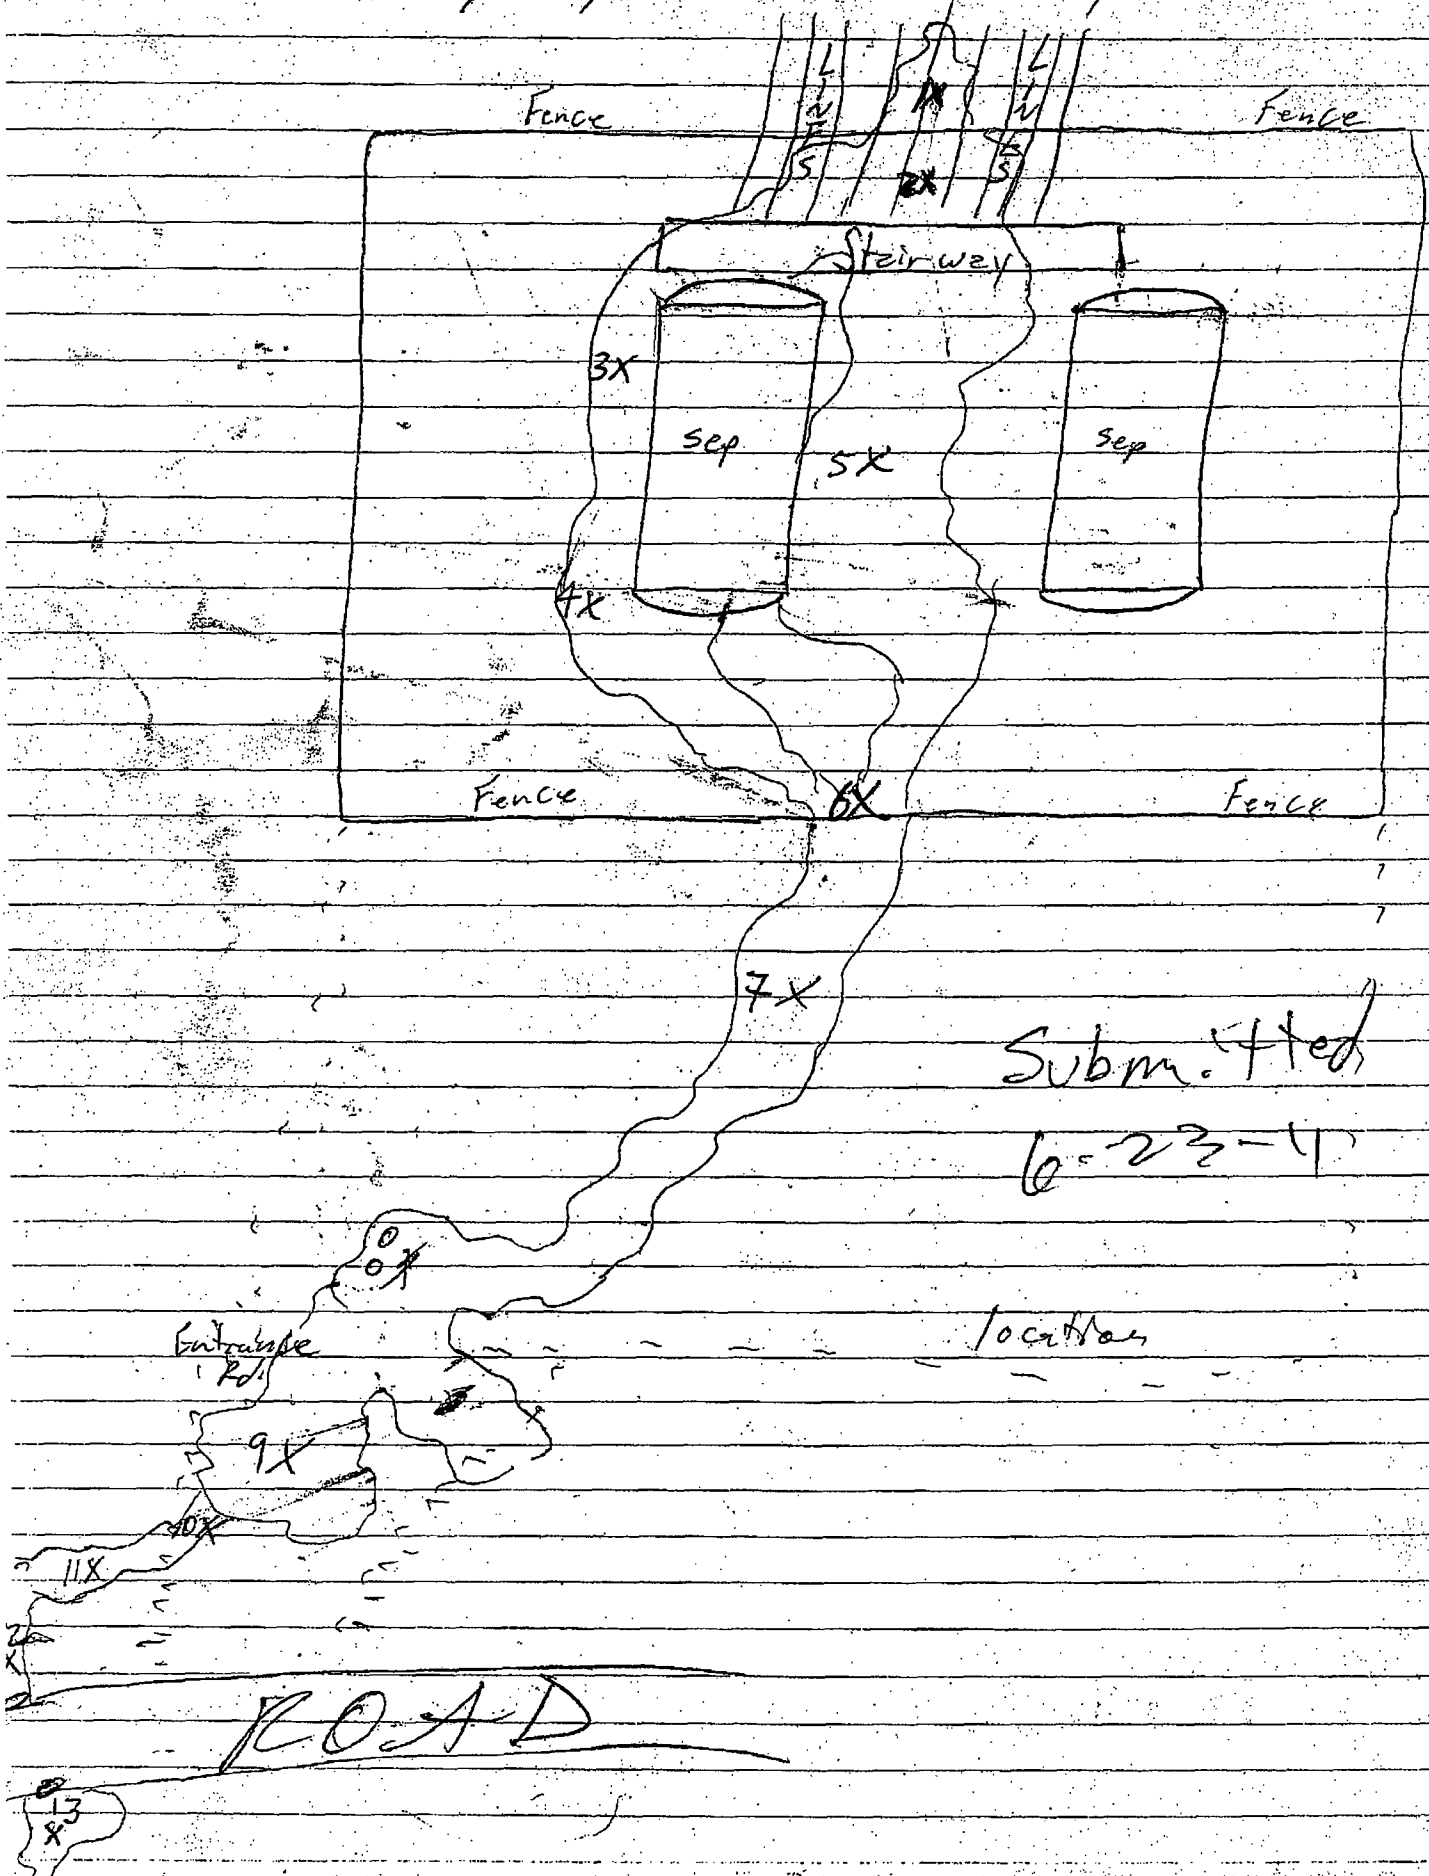 LINES
1X
LINES
Fence
Fence
2X
Stairway
3X
sep
5X
sep
4X
Fence
6X
Fence
7X
Submitted
6-23-4
Entranse
Rd.
location
9X
10X
11X
ROAD
13
X